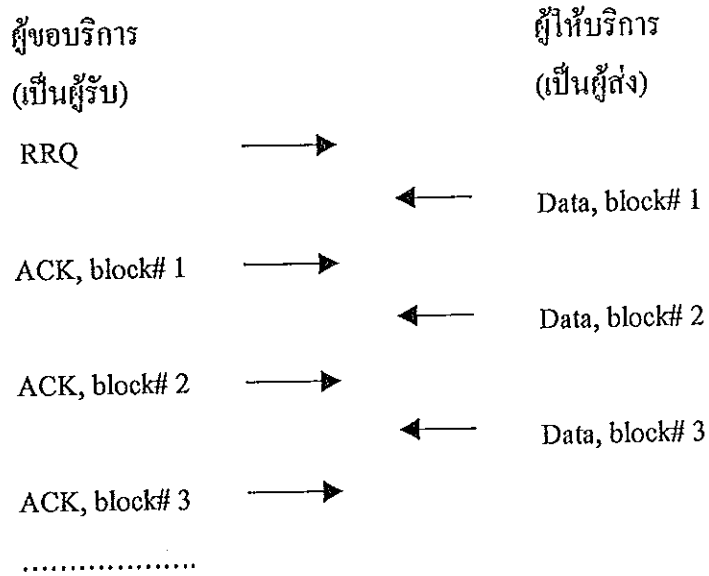 ผู้ขอบริการ
ผู้ให้บริการ
(เป็นผู้รับ)
(เป็นผู้ส่ง)
RRQ
Data, block# 1
ACK, block# 1
Data, block# 2
ACK, block# 2
Data, block# 3
ACK, block# 3
...................